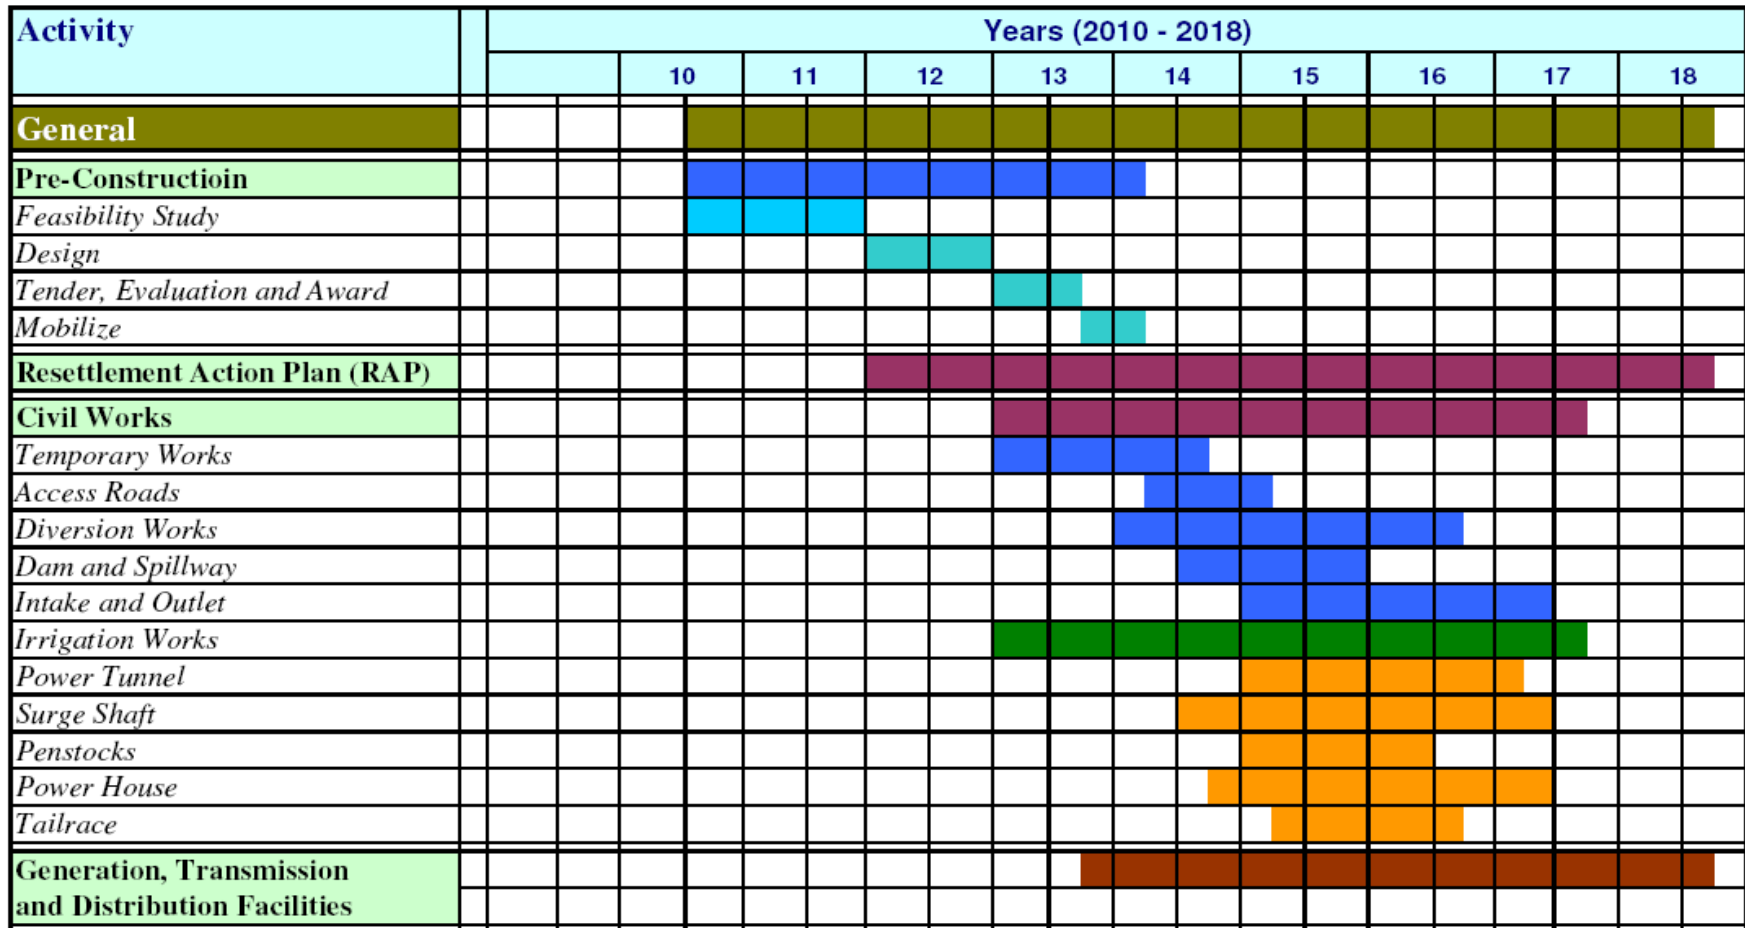 Activity
Years (2010 - 2018)
10 11 12 13 14 15 16 17 18
General
Pre-Constructioin
Feasibility Study
Design
Tender, Evaluation and Award
Mobilize
Resettlement Action Plan (RAP)
Civil Works
Temporary Works
Access Roads
Diversion Works
Dam and Spillway
Intake and Outlet
Irrigation Works
Power Tunnel
Surge Shaft
Penstocks
Power House
Tailrace
Generation, Transmission
and Distribution Facilities